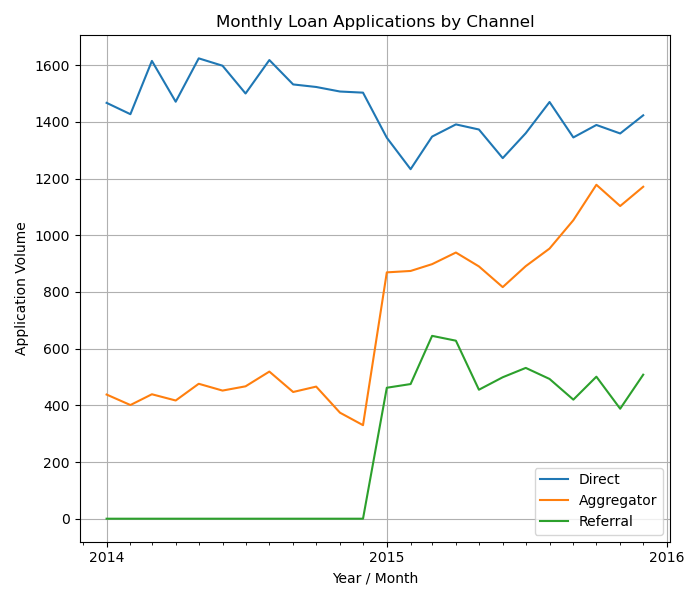 Monthly Loan Applications by Channel
Application Volume
1600
1400
1200
1000
800
600
400
200
0
Direct
Aggregator
Referral
2014
2015
2016
Year / Month